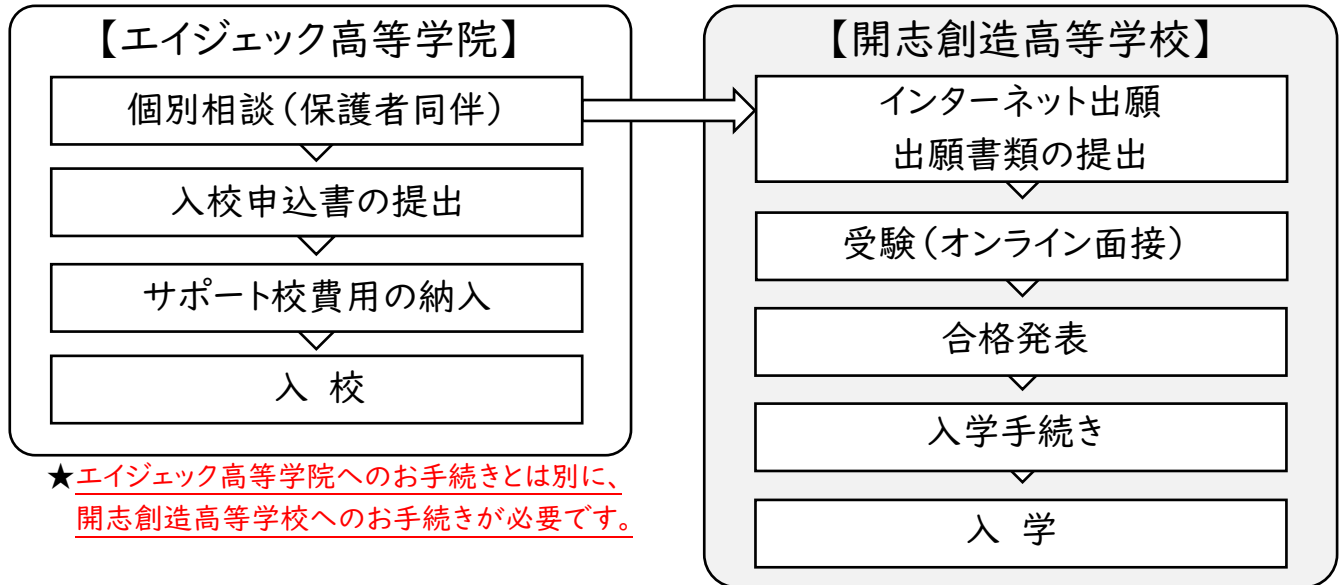 【エイジェック高等学院】
個別相談（保護者同伴）
入校申込書の提出
サポート校費用の納入
入 校
★エイジェック高等学院へのお手続きとは別に、
開志創造高等学校へのお手続きが必要です。
【開志創造高等学校】
インターネット出願
出願書類の提出
受験（オンライン面接）
合格発表
入学手続き
入 学